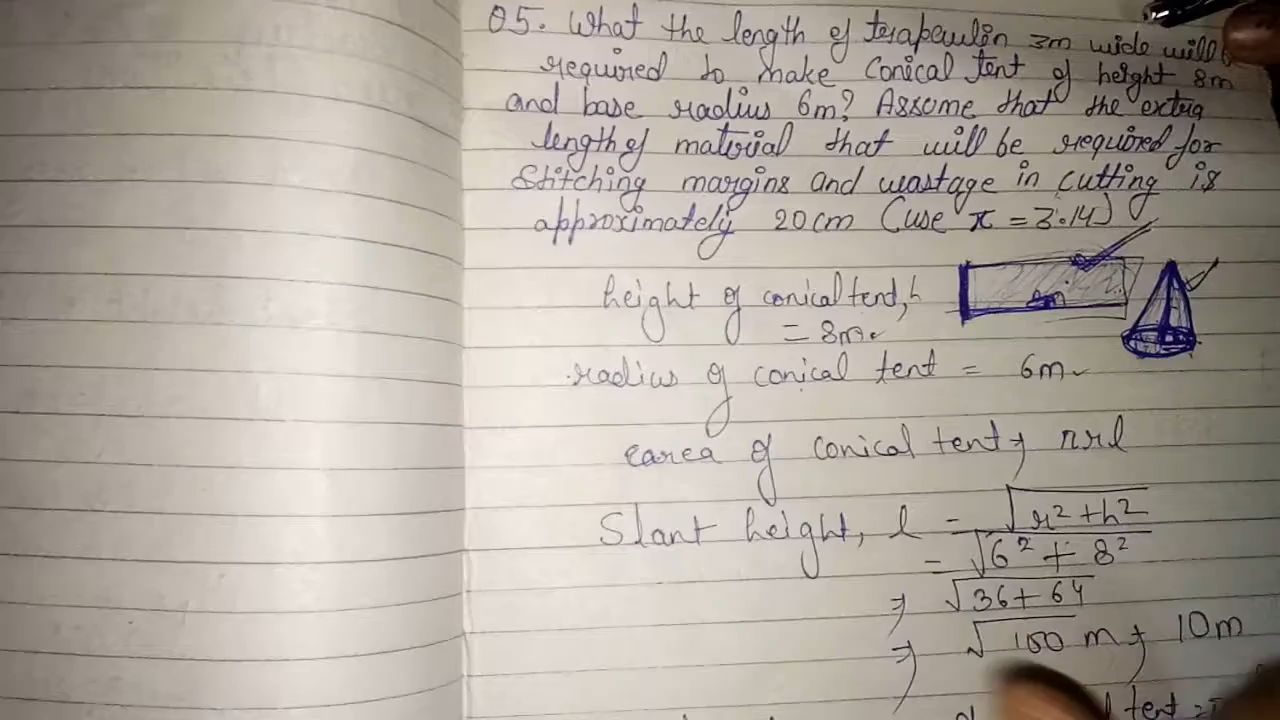 Q5. What the length of terapaulin 3m wide will
required to make Conical tent of height 8m
and base radius 6m? Assume that the extra
length of material that will be required for
Stitching margins and wastage in cutting is
approximately 20cm (use π = 3.14)
height of conical tent, h
= 8m
radius of conical tent = 6m
area of conical tent ⇒ πrl
Slant height, l = √r²+h²
= √6² + 8²
⇒ √36+64
⇒ √100 m ⇒ 10m
tent =